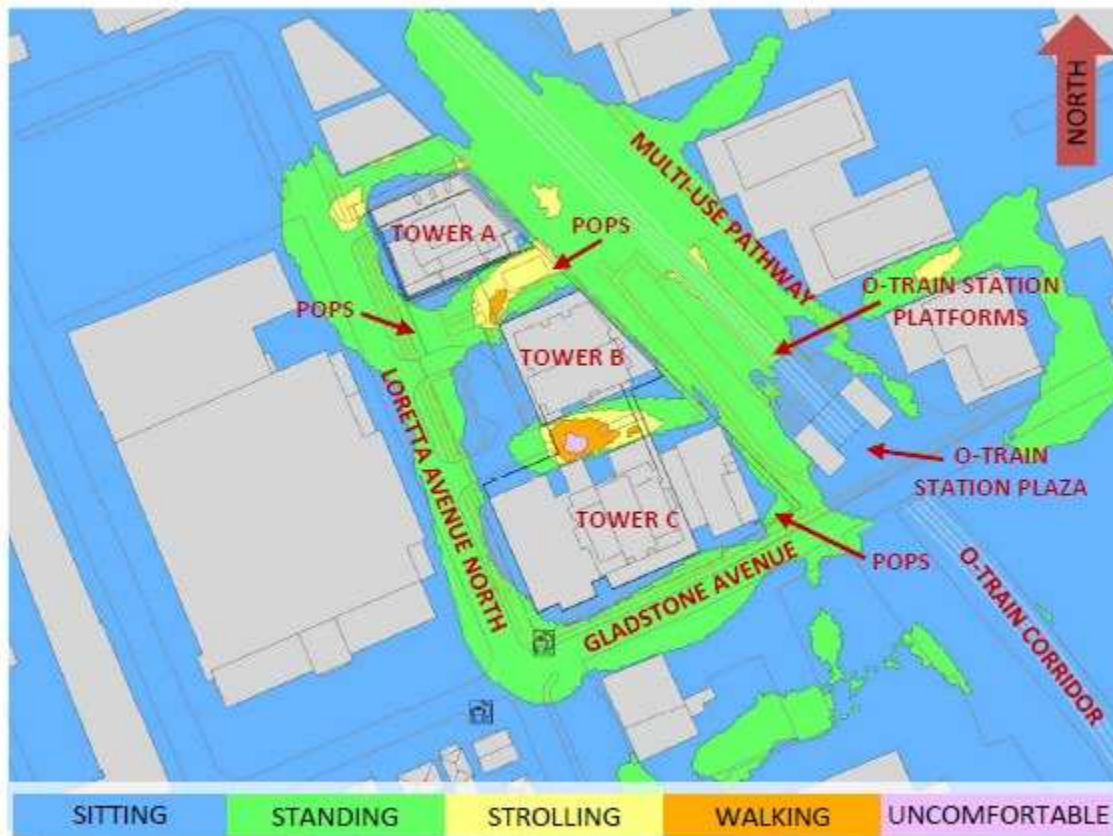 NORTH
MULTI-USE PATHWAY
TOWER A
POPS
O-TRAIN STATION
PLATFORMS
POPS
TOWER B
LORETTA AVENUE NORTH
O-TRAIN
STATION PLAZA
TOWER C
POPS
GLADSTONE AVENUE
O-TRAIN CORRIDOR
SITTING
STANDING
STROLLING
WALKING
UNCOMFORTABLE